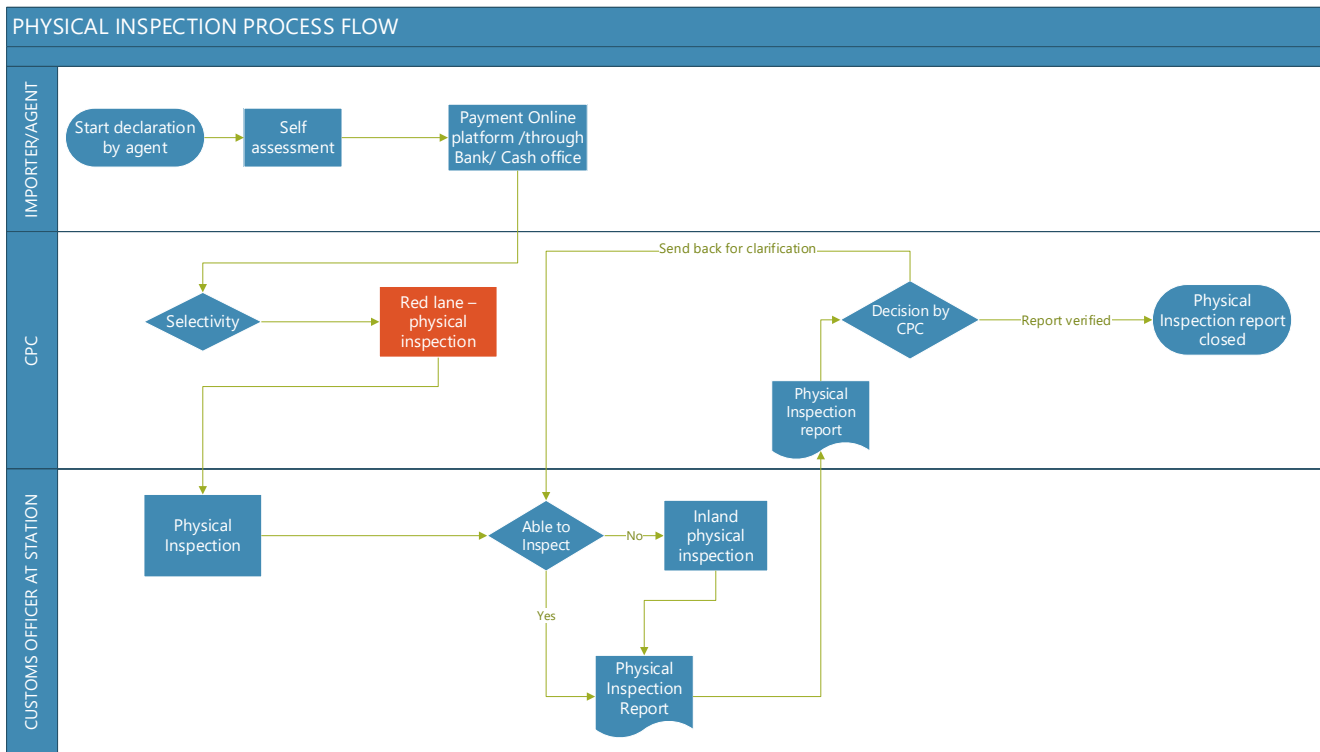 PHYSICAL INSPECTION PROCESS FLOW
IMPORTER/AGENT
Start declaration
by agent
Self
assessment
Payment Online
platform /through
Bank/ Cash office
CPC
Selectivity
Red lane –
physical
inspection
Send back for clarification
Decision by
CPC
Report verified
Physical
Inspection report
closed
Physical
Inspection
report
CUSTOMS OFFICER AT STATION
Physical
Inspection
Able to
Inspect
No
Inland
physical
inspection
Yes
Physical
Inspection
Report